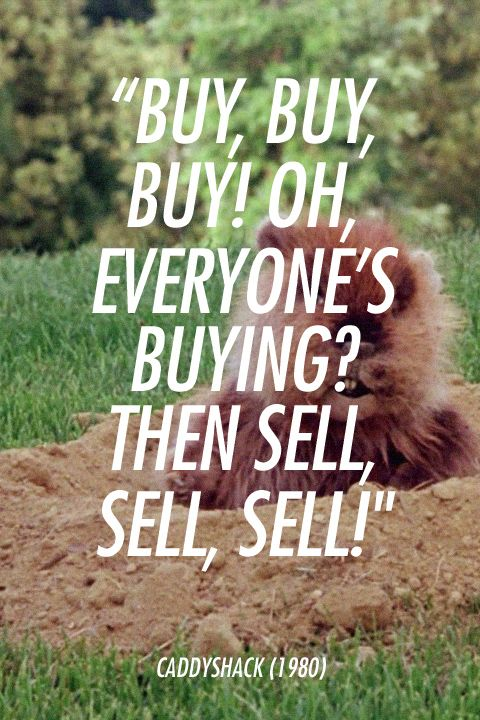 “BUY, BUY,
BUY! OH,
EVERYONE’S
BUYING?
THEN SELL,
SELL, SELL!"
CADDYSHACK (1980)